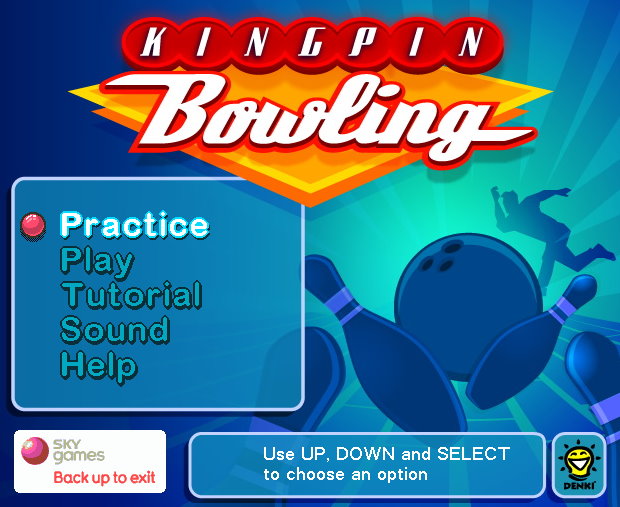 KINGPIN
Bowling
Practice
Play
Tutorial
Sound
Help
SKY
games
Back up to exit
Use UP, DOWN and SELECT
to choose an option
DENKI